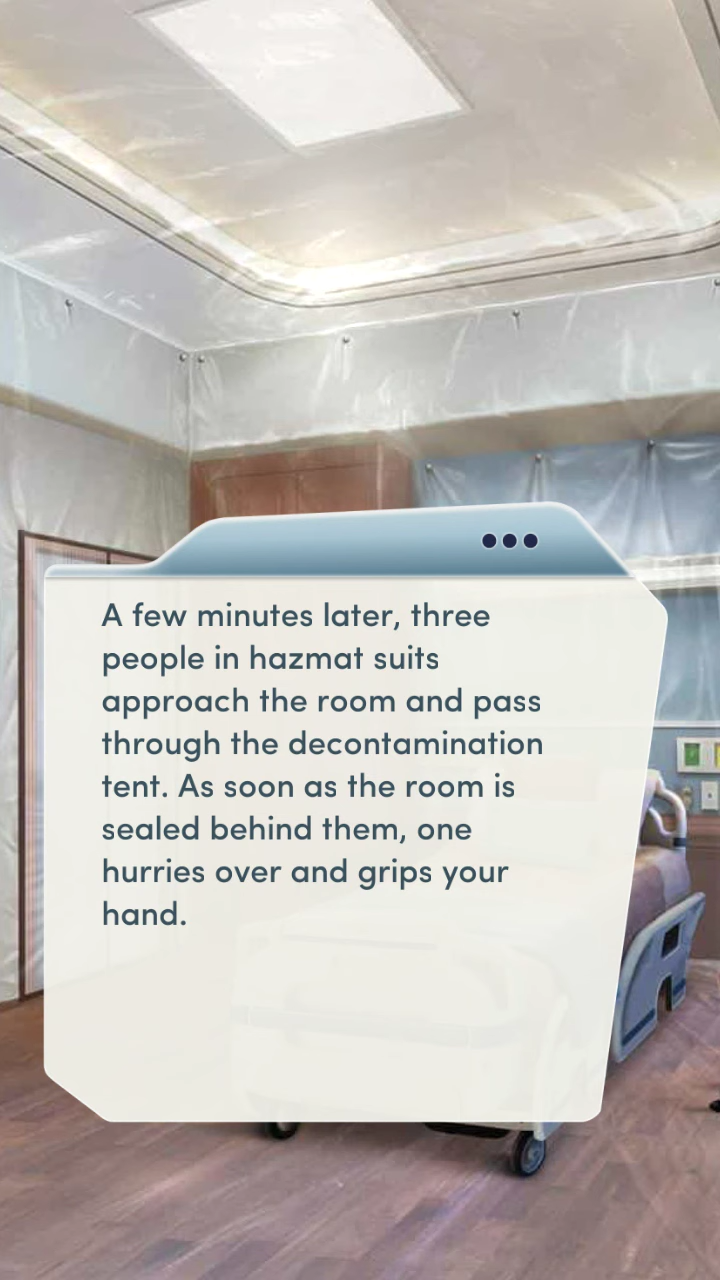 A few minutes later, three
people in hazmat suits
approach the room and pass
through the decontamination
tent. As soon as the room is
sealed behind them, one
hurries over and grips your
hand.